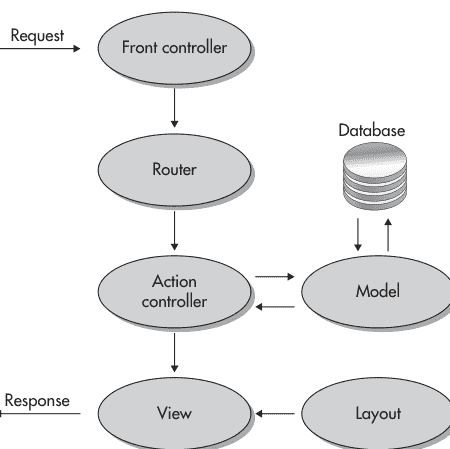 Request
Front controller
Database
Router
Action
controller
Model
Response
View
Layout